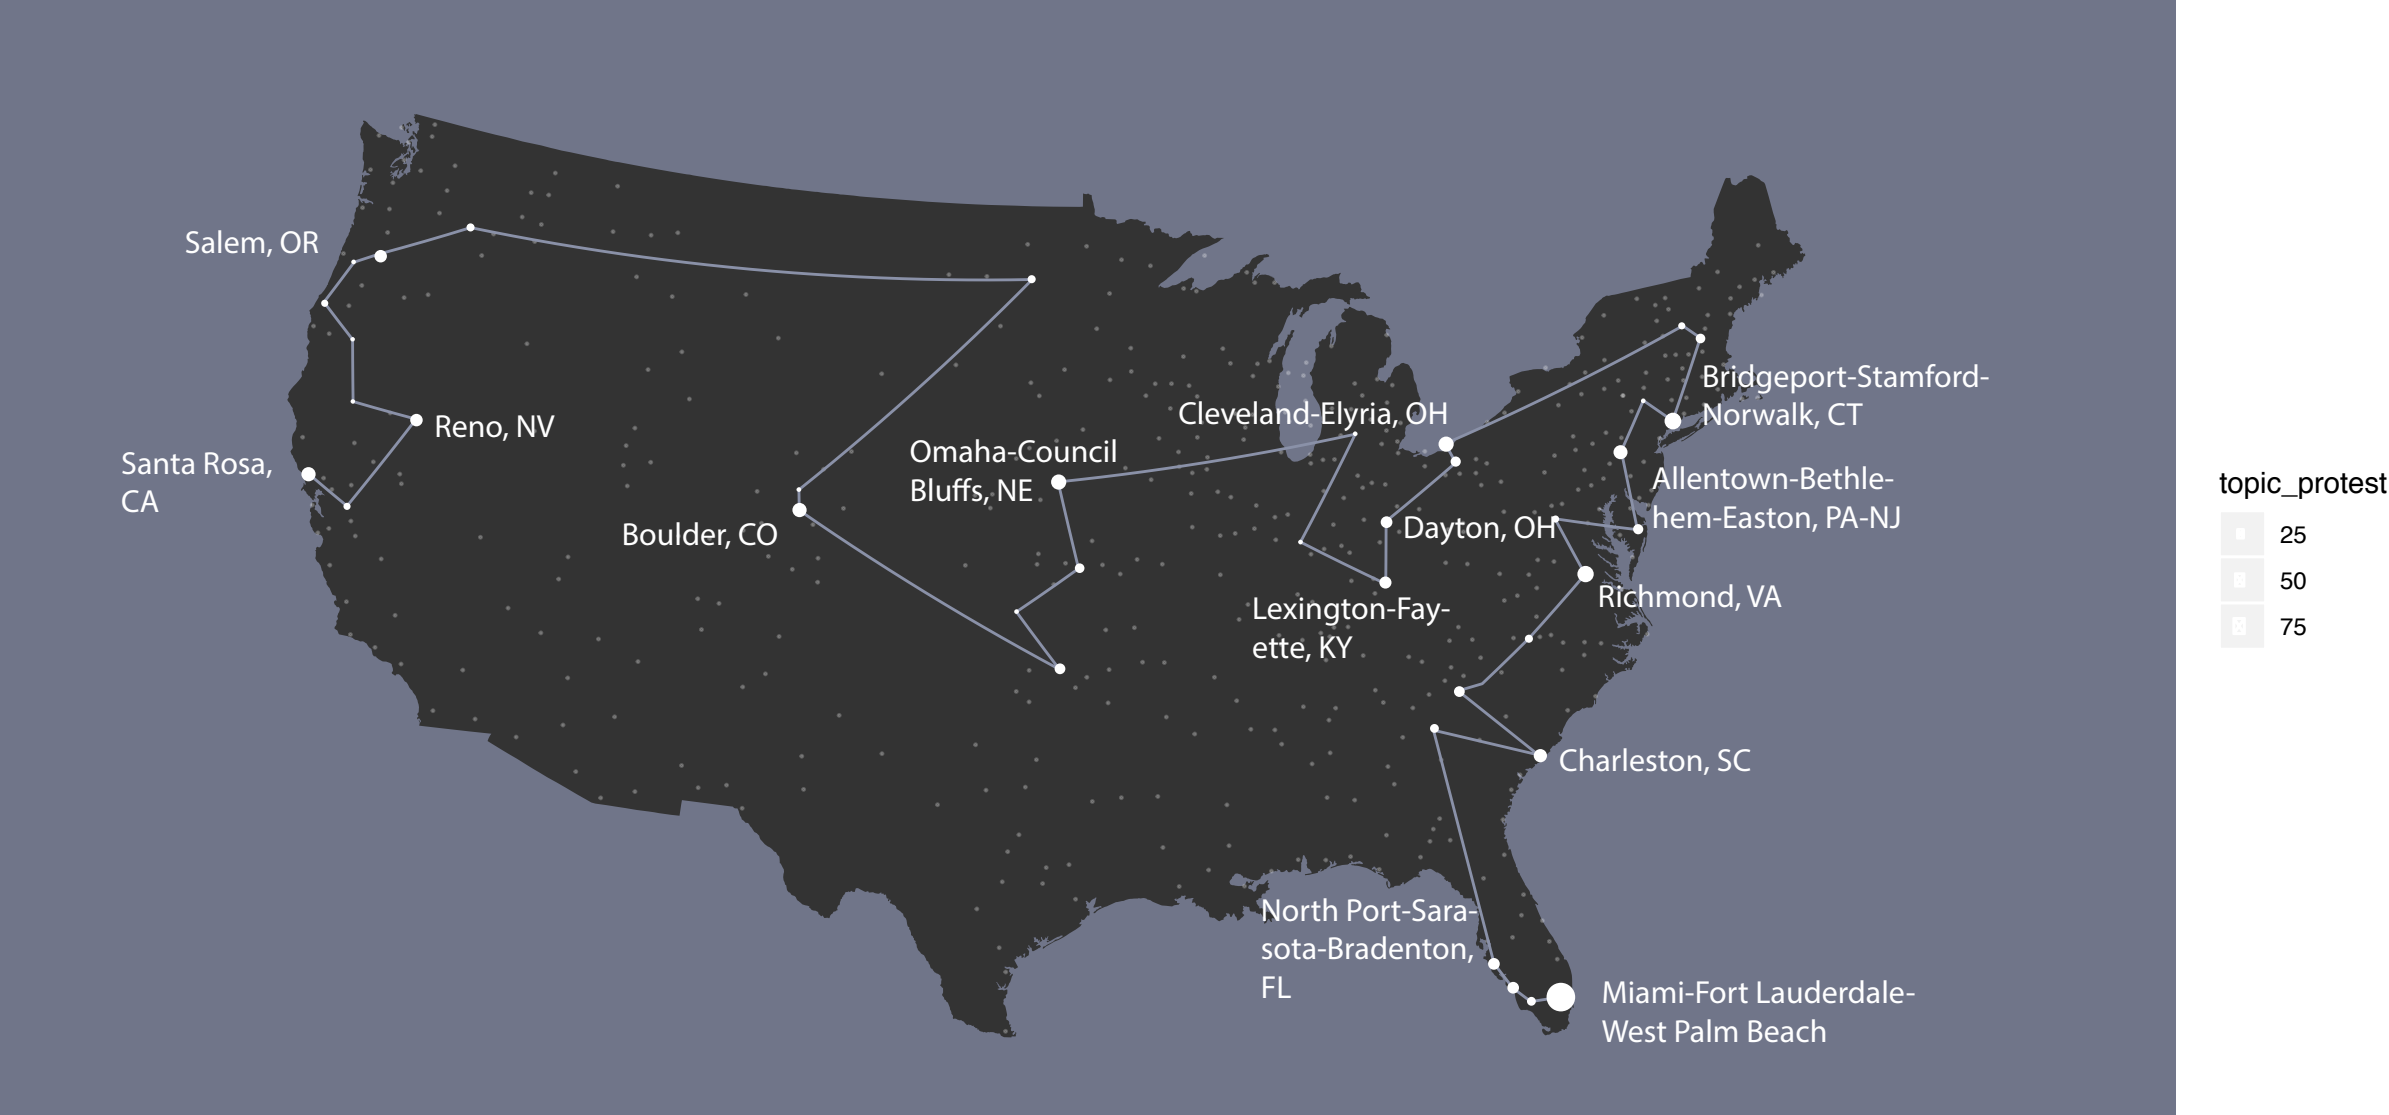 Salem, OR
Reno, NV
Santa Rosa,
CA
Boulder, CO
Omaha-Council
Bluffs, NE
Cleveland-Elyria, OH
Bridgeport-Stamford-
Norwalk, CT
Allentown-Bethle-
hem-Easton, PA-NJ
Dayton, OH
Richmond, VA
Lexington-Fay-
ette, KY
Charleston, SC
North Port-Sara-
sota-Bradenton,
FL
Miami-Fort Lauderdale-
West Palm Beach
topic_protest
25
50
75